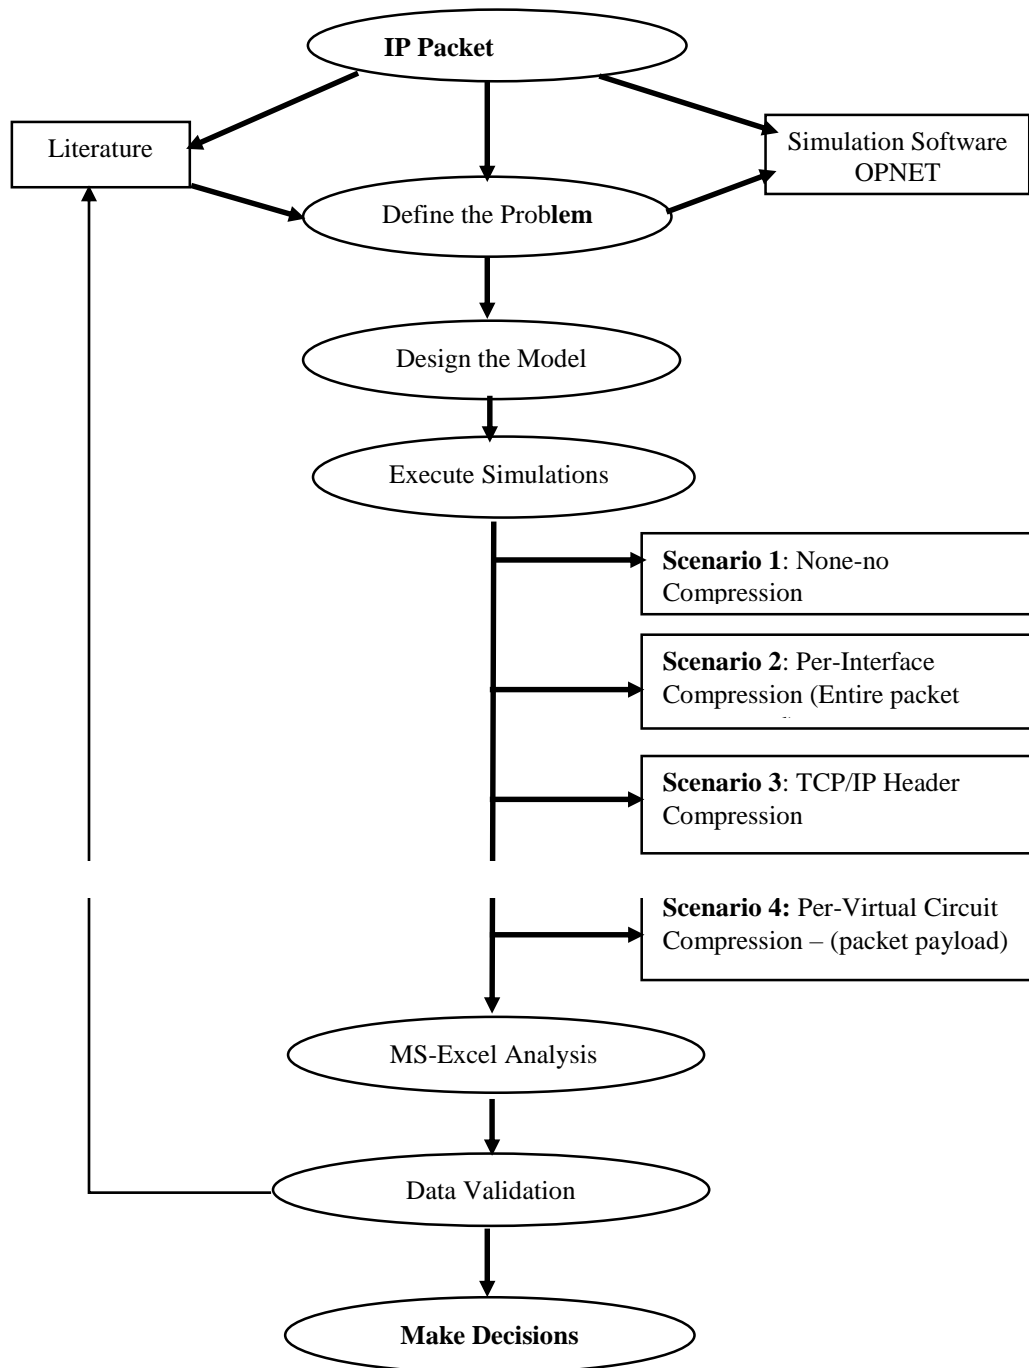 IP Packet
Literature
Simulation Software
OPNET
Define the Problem
Design the Model
Execute Simulations
Scenario 1: None-no
Compression
Scenario 2: Per-Interface
Compression (Entire packet
Scenario 3: TCP/IP Header
Compression
Scenario 4: Per-Virtual Circuit
Compression – (packet payload)
MS-Excel Analysis
Data Validation
Make Decisions